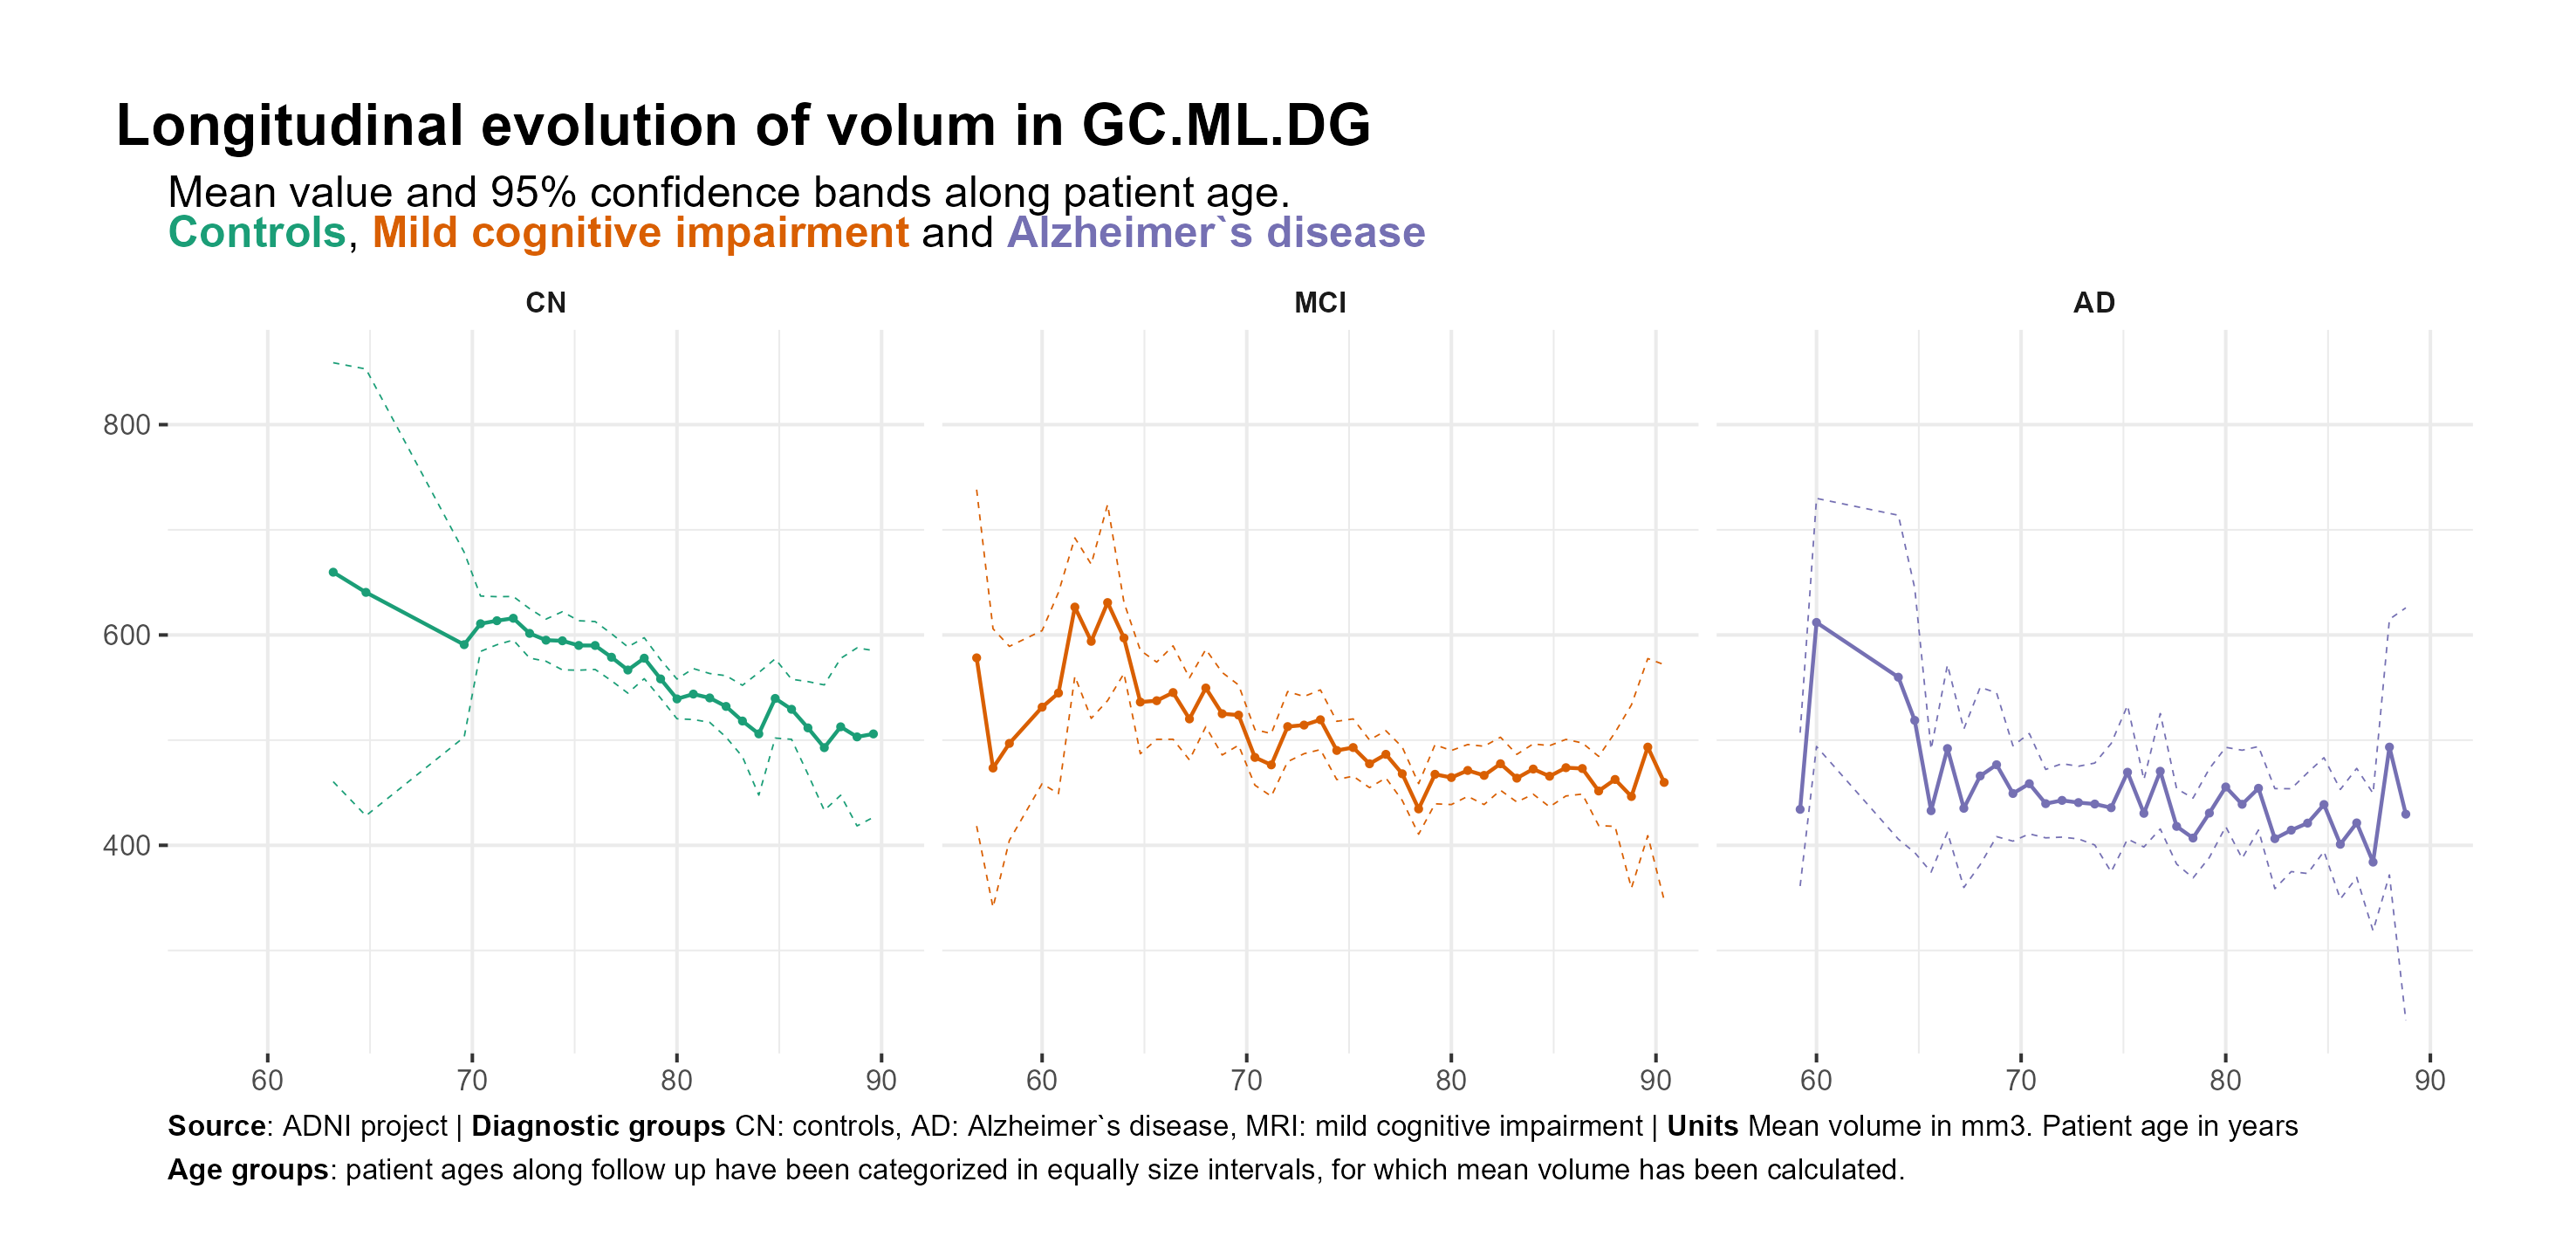 Longitudinal evolution of volum in GC.ML.DG
Mean value and 95% confidence bands along patient age.
Controls, Mild cognitive impairment and Alzheimer`s disease
CN MCI AD
800
600
400
60 70 80 90 60 70 80 90 60 70 80 90
Source: ADNI project | Diagnostic groups CN: controls, AD: Alzheimer`s disease, MRI: mild cognitive impairment | Units Mean volume in mm3. Patient age in years
Age groups: patient ages along follow up have been categorized in equally size intervals, for which mean volume has been calculated.